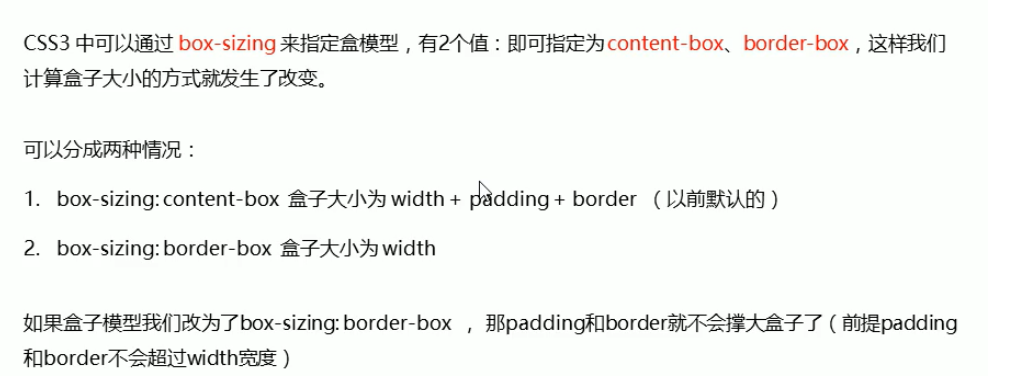 CSS3 中可以通过 box-sizing 来指定盒模型，有2个值：即可指定为content-box、border-box，这样我们
计算盒子大小的方式就发生了改变。
可以分成两种情况：
1. box-sizing: content-box 盒子大小为 width + padding + border （以前默认的）
2. box-sizing: border-box 盒子大小为 width
如果盒子模型我们改为了box-sizing: border-box ， 那padding和border就不会撑大盒子了（前提padding
和border不会超过width宽度）